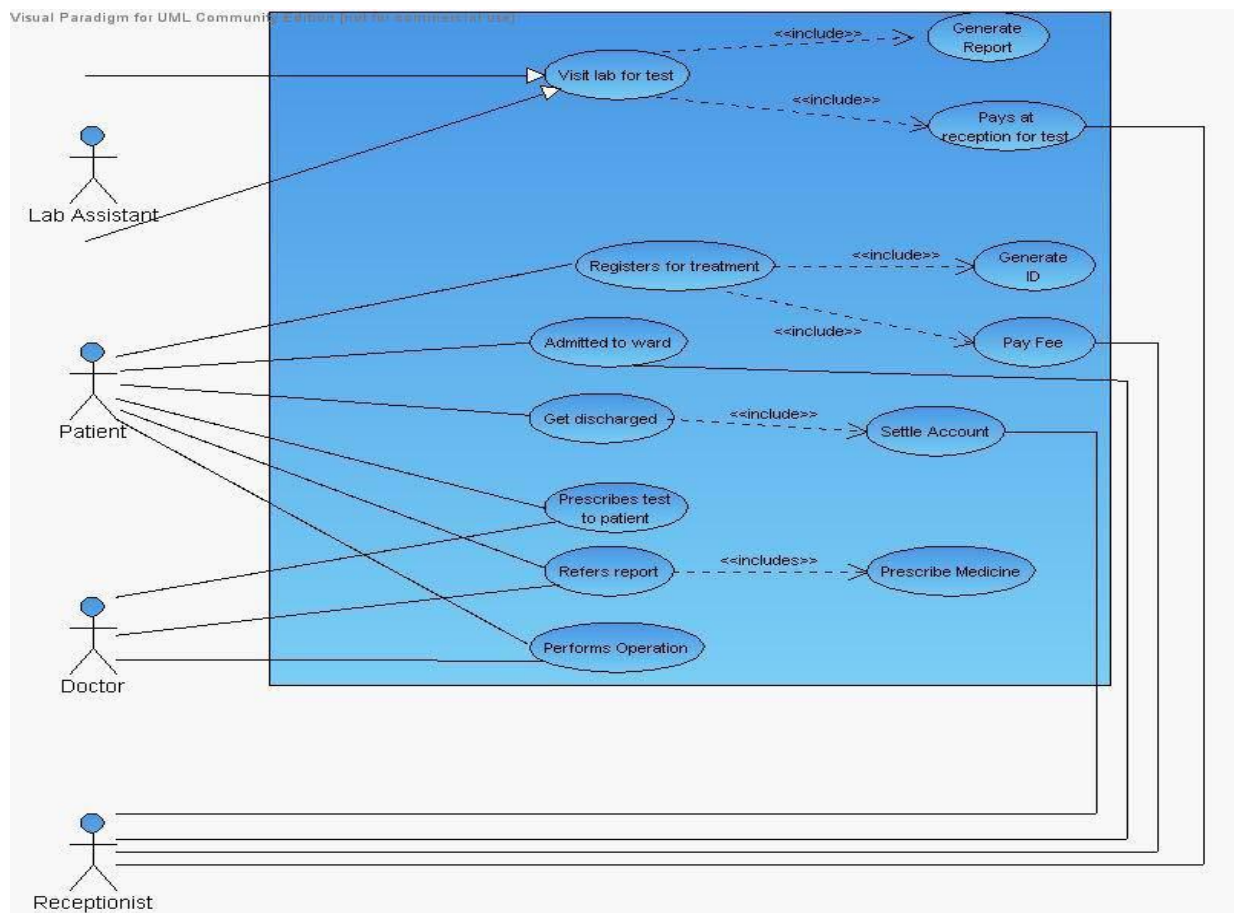 Visual Paradigm for UML Community Edition [not for commercial use]
<<include>>
Generate
Report
Visit lab for test
<<include>>
Pays at
reception for test
Lab Assistant
Registers for treatment
<<include>>
Generate
ID
<<include>>
Admitted to ward
Pay Fee
Patient
Get discharged
<<include>>
Settle Account
Prescribes test
to patient
Refers report
<<includes>>
Prescribe Medicine
Performs Operation
Doctor
Receptionist